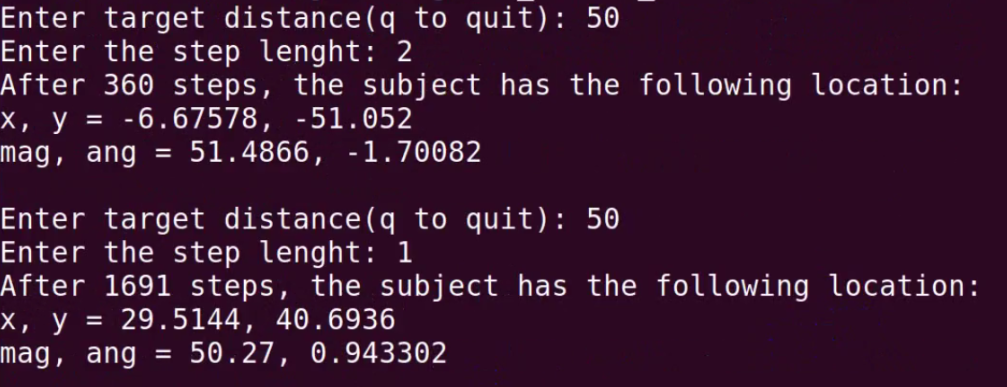 Enter target distance(q to quit): 50
Enter the step lenght: 2
After 360 steps, the subject has the following location:
x, y = -6.67578, -51.052
mag, ang = 51.4866, -1.70082
Enter target distance(q to quit): 50
Enter the step lenght: 1
After 1691 steps, the subject has the following location:
x, y = 29.5144, 40.6936
mag, ang = 50.27, 0.943302